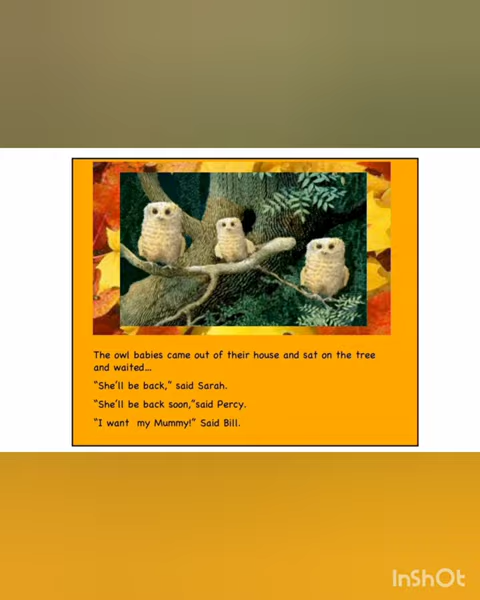 The owl babies came out of their house and sat on the tree
and waited...
“She’ll be back,” said Sarah.
“She’ll be back soon,”said Percy.
“I want  my Mummy!” Said Bill.
InShOt